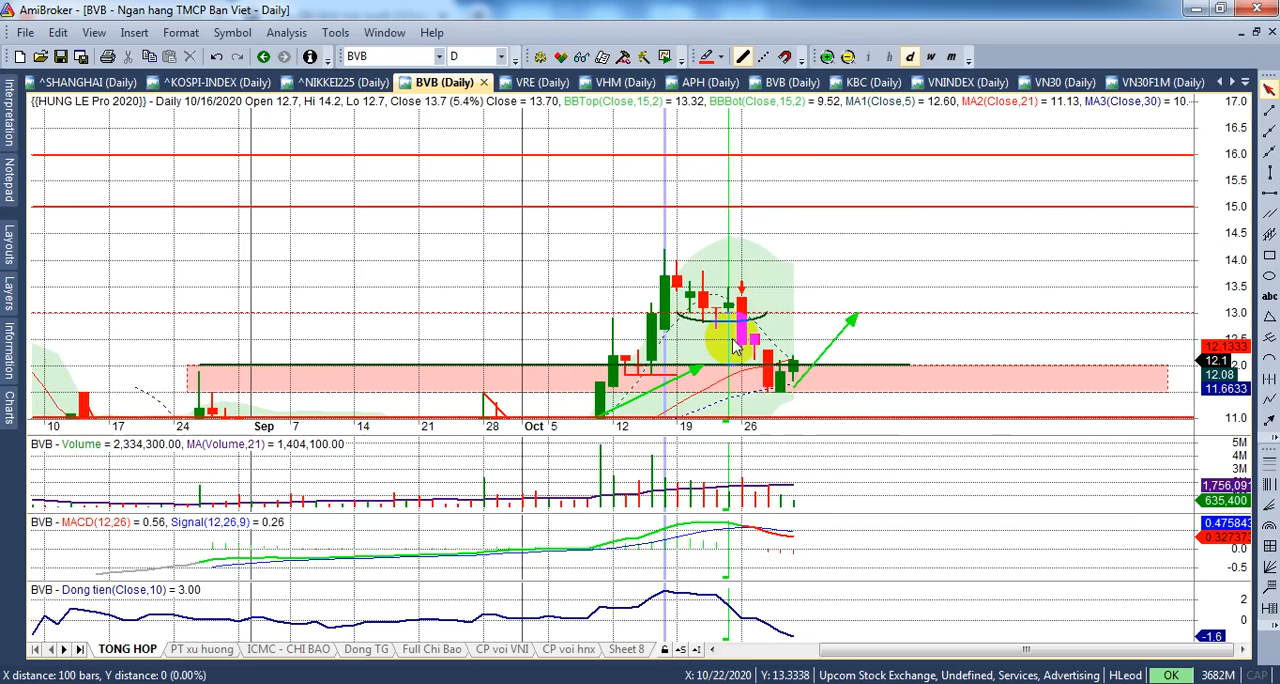 AmiBroker - [BVB - Ngan hang TMCP Ban Viet - Daily]
File Edit View Insert Format Symbol Analysis Tools Window Help
BVB D i h d w m
^SHANGHAI (Daily) ^KOSPI-INDEX (Daily) ^NIKKEI225 (Daily) BVB (Daily) VRE (Daily) VHM (Daily) APH (Daily) BVB (Daily) KBC (Daily) VNINDEX (Daily) VN30 (Daily) VN30F1M (Daily)
{{HUNG LE Pro 2020}} - Daily 10/16/2020 Open 12.7, Hi 14.2, Lo 12.7, Close 13.7 (5.4%) Close = 13.70, BBTop(Close,15,2) = 13.32, BBBot(Close,15,2) = 9.52, MA1(Close,5) = 12.60, MA2(Close,21) = 11.13, MA3(Close,30) = 10.
Interpretation
Notepad
Layouts
Layers
Information
Charts
abc
17.0
16.5
16.0
15.5
15.0
14.5
14.0
13.5
13.0
12.5
12.1333
12.1
12.08
11.6633
11.0
10 17 24 Sep 7 14 21 28 Oct 5 12 19 26
BVB - Volume = 2,334,300.00, MA(Volume,21) = 1,404,100.00
5M
4M
3M
1,756,091
635,400
BVB - MACD(12,26) = 0.56, Signal(12,26,9) = 0.26
0.475843
0.327373
0.0
-0.5
BVB - Dong tien(Close,10) = 3.00
2
0
-1.6
TONG HOP PT xu huong ICMC - CHI BAO Dong TG Full Chi Bao CP voi VNI CP voi hnx Sheet 8
X distance: 100 bars, Y distance: 0 (0.00%) X: 10/22/2020 Y: 13.3338 Upcom Stock Exchange, Undefined, Services, Advertising HLeod OK 3682M CAP